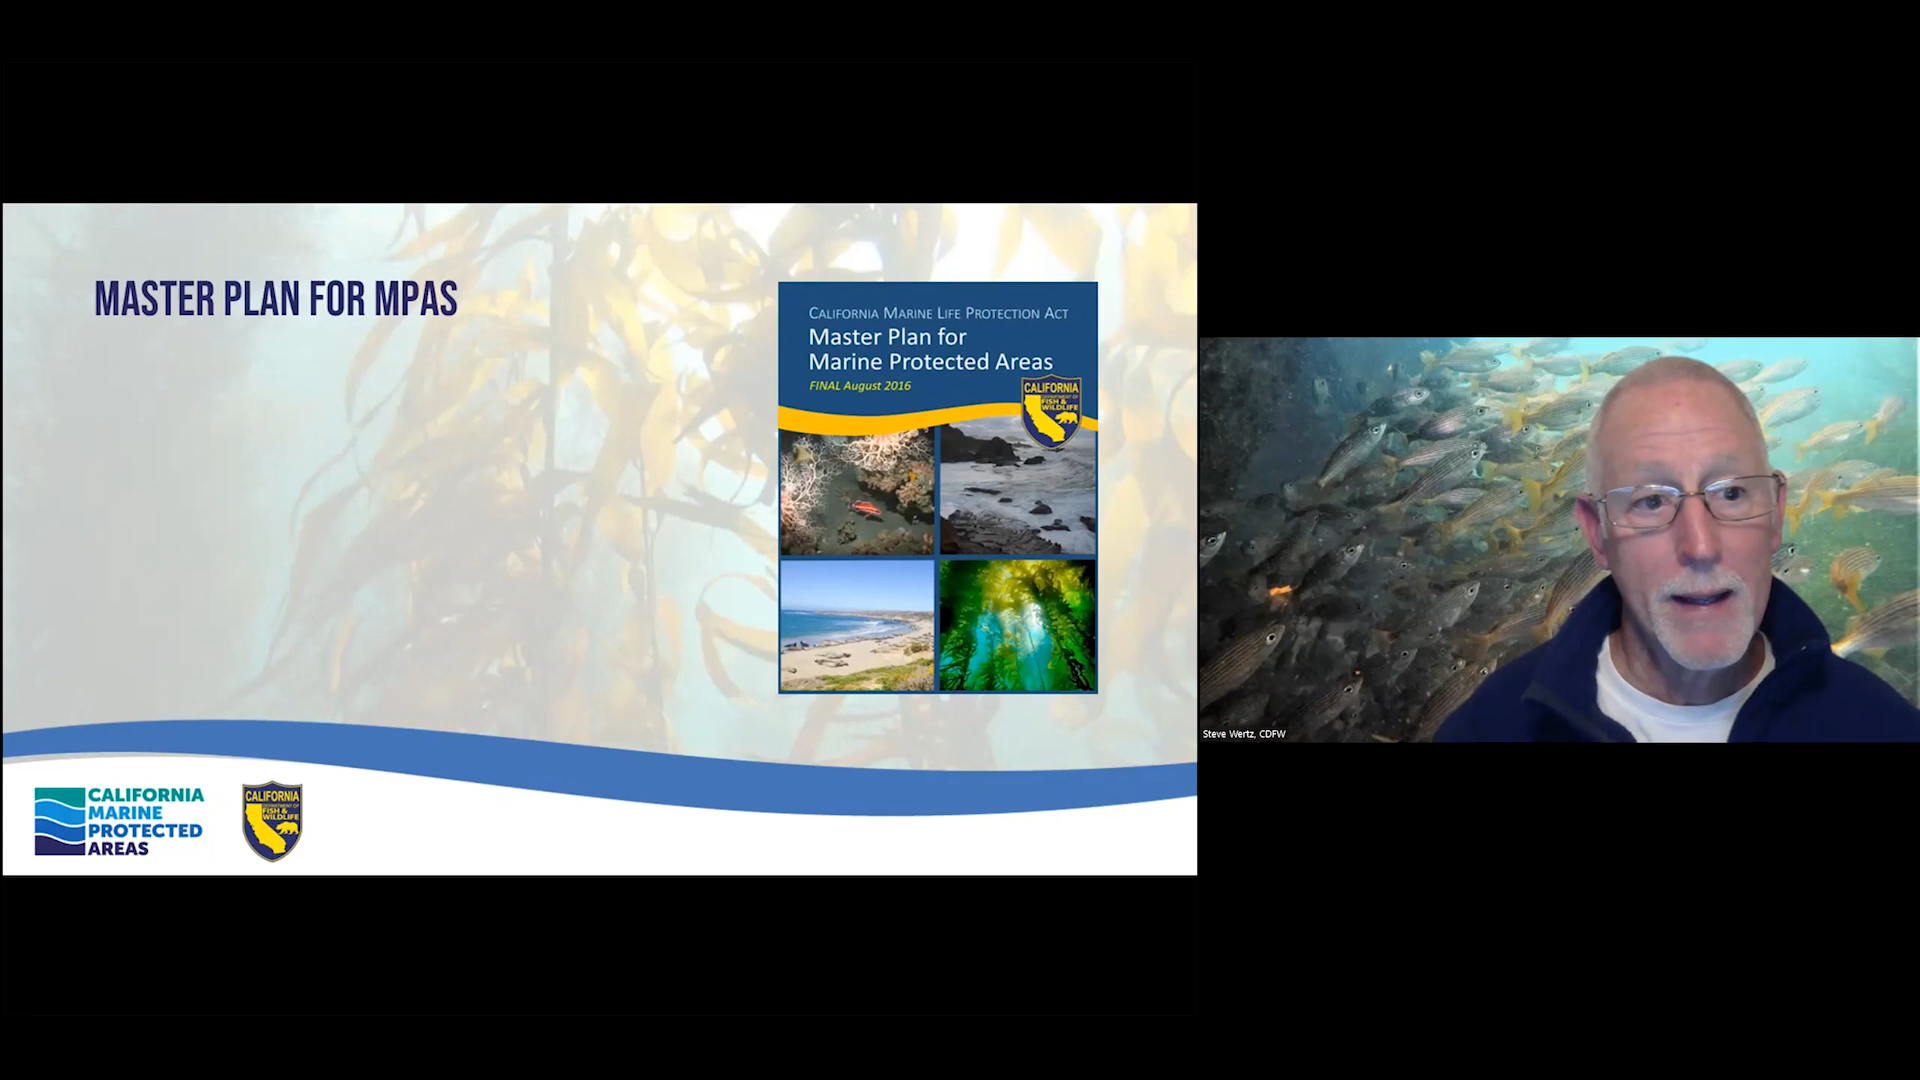 MASTER PLAN FOR MPAS
CALIFORNIA MARINE LIFE PROTECTION ACT
Master Plan for
Marine Protected Areas
FINAL August 2016
CALIFORNIA
DEPARTMENT OF
FISH &
WILDLIFE
CALIFORNIA
MARINE
PROTECTED
AREAS
CALIFORNIA
DEPARTMENT OF
FISH &
WILDLIFE
Steve Wertz, CDFW